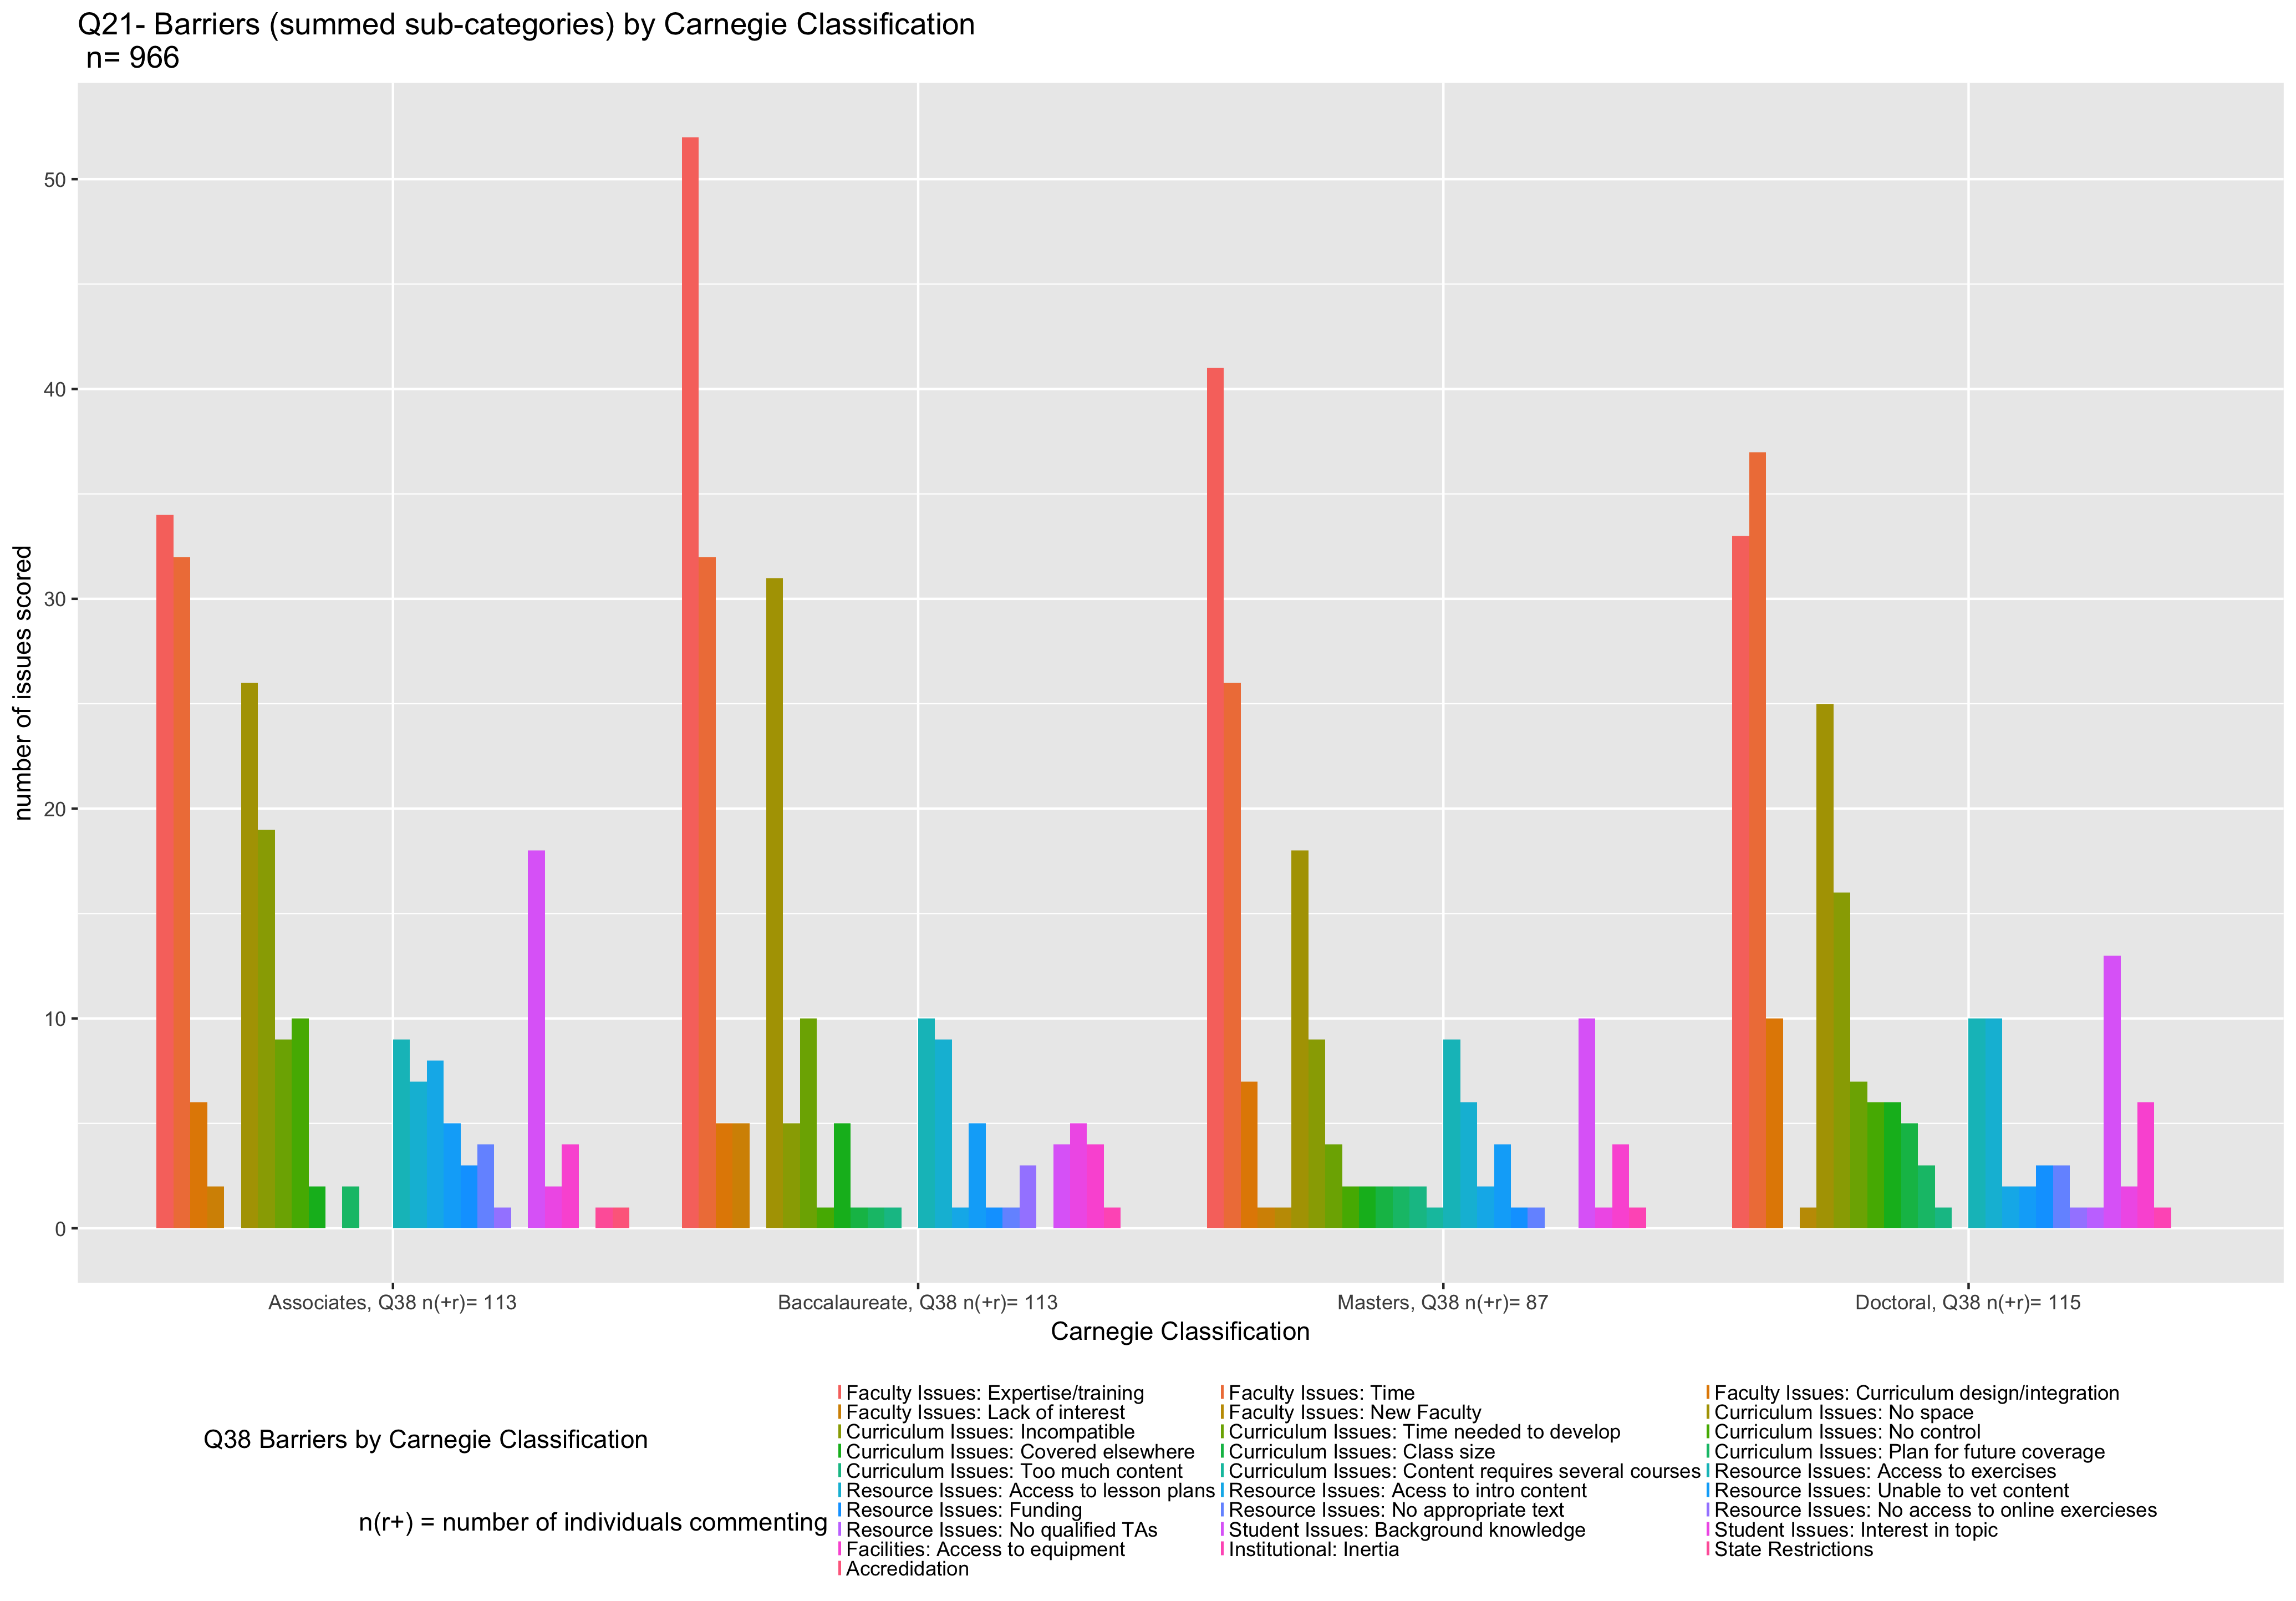 Q21- Barriers (summed sub-categories) by Carnegie Classification
n= 966
number of issues scored
50
40
30
20
10
0
Associates, Q38 n(+r)= 113
Baccalaureate, Q38 n(+r)= 113
Masters, Q38 n(+r)= 87
Doctoral, Q38 n(+r)= 115
Carnegie Classification
Q38 Barriers by Carnegie Classification
n(r+) = number of individuals commenting
Faculty Issues: Expertise/training
Faculty Issues: Time
Faculty Issues: Curriculum design/integration
Faculty Issues: Lack of interest
Faculty Issues: New Faculty
Curriculum Issues: No space
Curriculum Issues: Incompatible
Curriculum Issues: Time needed to develop
Curriculum Issues: No control
Curriculum Issues: Covered elsewhere
Curriculum Issues: Class size
Curriculum Issues: Plan for future coverage
Curriculum Issues: Too much content
Curriculum Issues: Content requires several courses
Resource Issues: Access to exercises
Resource Issues: Access to lesson plans
Resource Issues: Acess to intro content
Resource Issues: Unable to vet content
Resource Issues: Funding
Resource Issues: No appropriate text
Resource Issues: No access to online exercieses
Resource Issues: No qualified TAs
Student Issues: Background knowledge
Student Issues: Interest in topic
Facilities: Access to equipment
Institutional: Inertia
State Restrictions
Accredidation